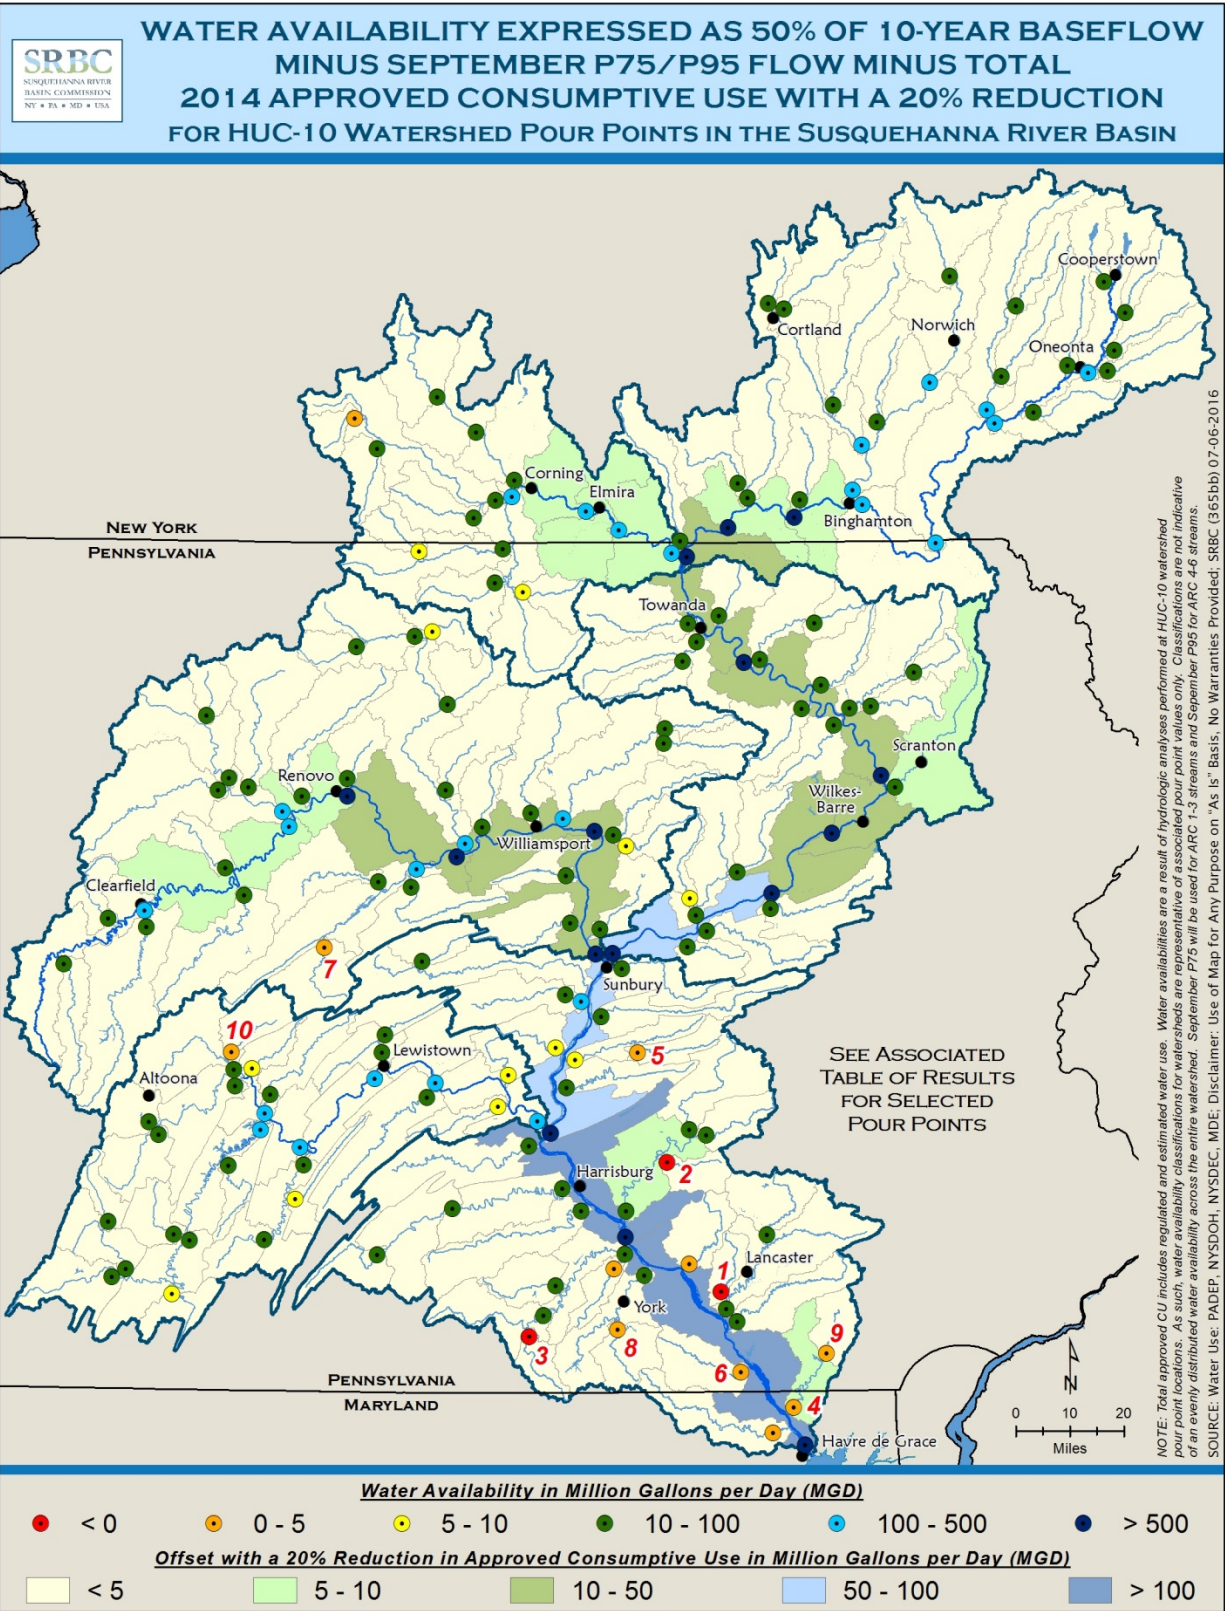 SRBC
SUSQUEHANNA RIVER
BASIN COMMISSION
NY ▪ PA ▪ MD ▪ USA
WATER AVAILABILITY EXPRESSED AS 50% OF 10-YEAR BASEFLOW
MINUS SEPTEMBER P75/P95 FLOW MINUS TOTAL
2014 APPROVED CONSUMPTIVE USE WITH A 20% REDUCTION
FOR HUC-10 WATERSHED POUR POINTS IN THE SUSQUEHANNA RIVER BASIN
Cooperstown
Cortland
Norwich
Oneonta
Corning
Elmira
Binghamton
NEW YORK
PENNSYLVANIA
Towanda
Scranton
Renovo
Wilkes-
Barre
Williamsport
Clearfield
7
Sunbury
10
Lewistown
5
Altoona
SEE ASSOCIATED
TABLE OF RESULTS
FOR SELECTED
POUR POINTS
Harrisburg
2
Lancaster
1
York
3
8
9
6
4
PENNSYLVANIA
MARYLAND
Havre de Grace
N
0 10 20
Miles
NOTE: Total approved CU includes regulated and estimated water use. Water availabilities are a result of hydrologic analyses performed at HUC-10 watershed
pour point locations. As such, water availability classifications for watersheds are representative of associated pour point values only. Classifications are not indicative
of an evenly distributed water availability across the entire watershed. September P75 will be used for ARC 1-3 streams and Sepember P95 for ARC 4-6 streams.
SOURCE: Water Use: PADEP, NYSDOH, NYSDEC, MDE; Disclaimer: Use of Map for Any Purpose on "As Is" Basis, No Warranties Provided; SRBC (365bb) 07-06-2016
Water Availability in Million Gallons per Day (MGD)
< 0 0 - 5 5 - 10 10 - 100 100 - 500 > 500
Offset with a 20% Reduction in Approved Consumptive Use in Million Gallons per Day (MGD)
< 5 5 - 10 10 - 50 50 - 100 > 100